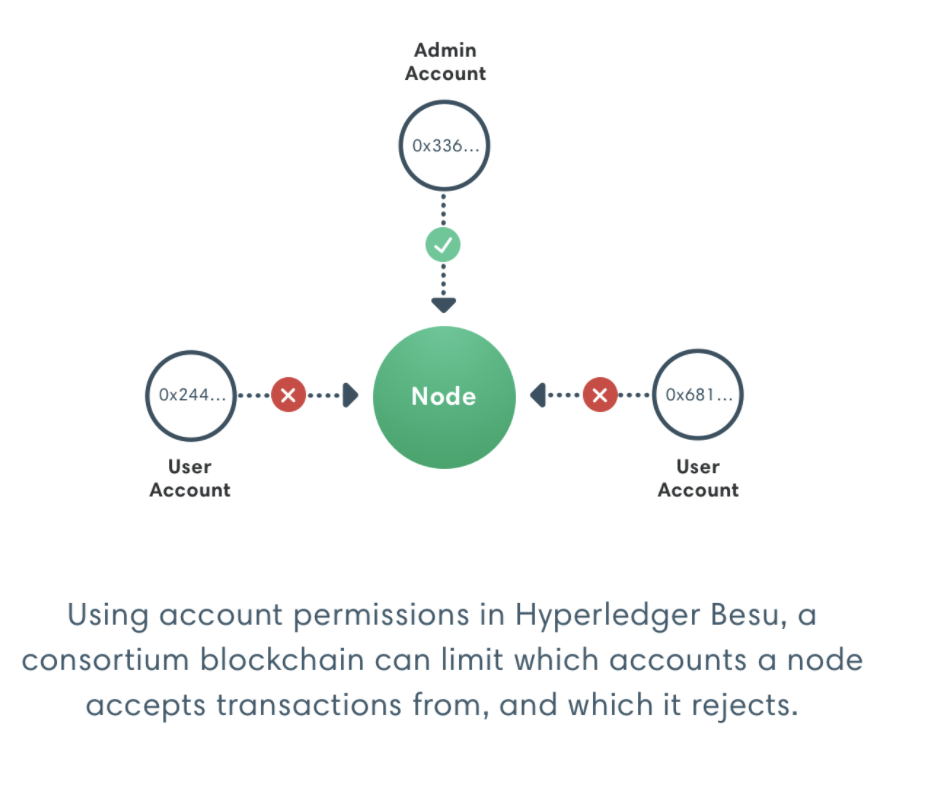 Admin
Account
0x336...
0x244...
Node
0x681...
User
Account
User
Account
Using account permissions in Hyperledger Besu, a
consortium blockchain can limit which accounts a node
accepts transactions from, and which it rejects.